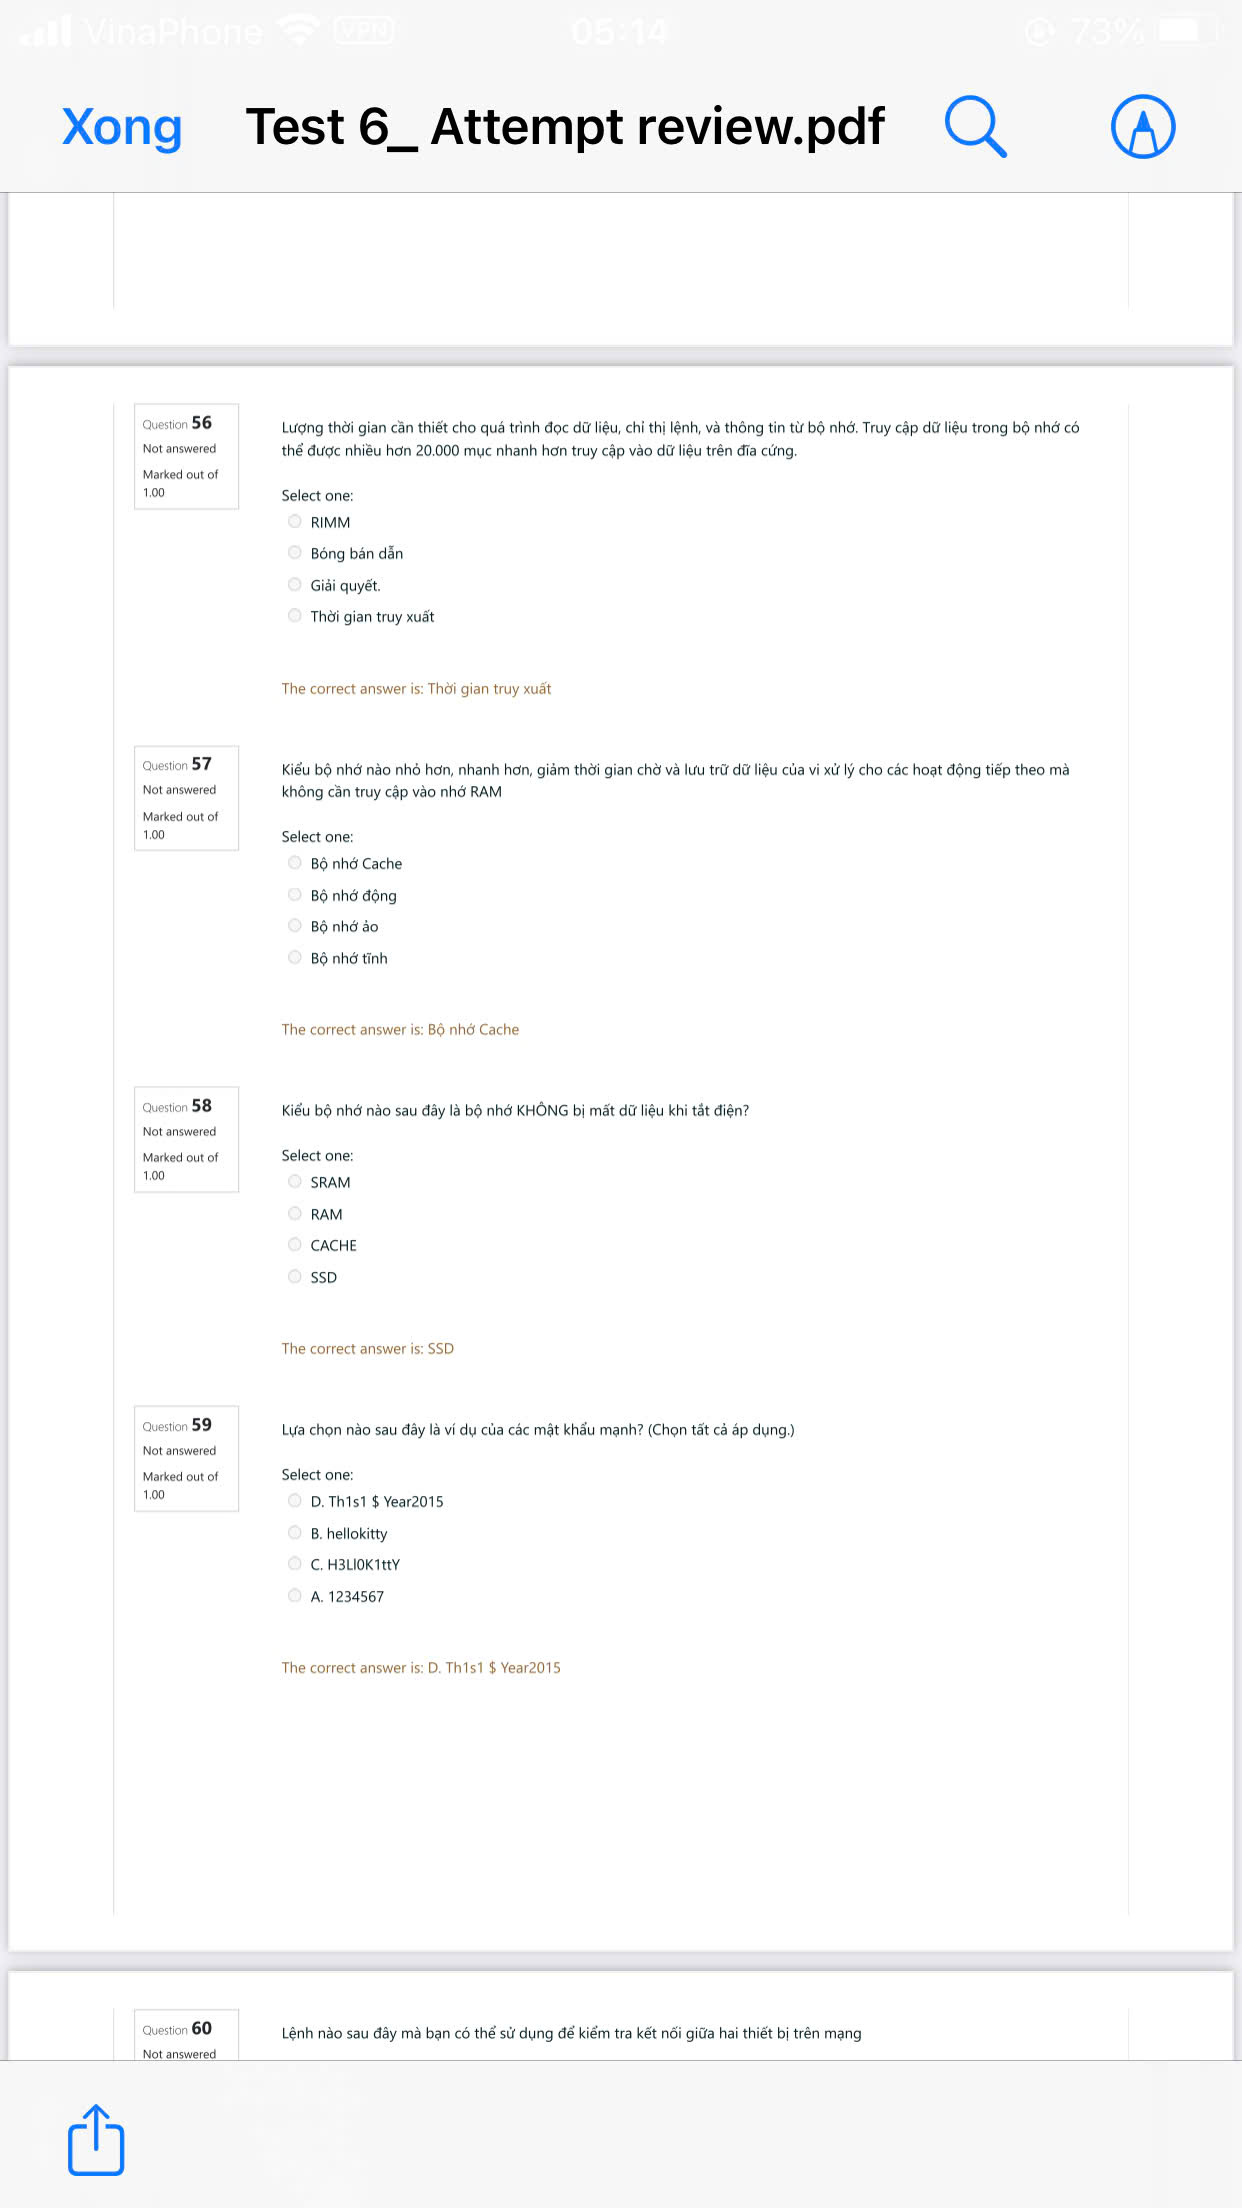 VinaPhone VPN 05:14 73%
Xong Test 6_ Attempt review.pdf
Question 56
Not answered
Marked out of
1.00
Lượng thời gian cần thiết cho quá trình đọc dữ liệu, chỉ thị lệnh, và thông tin từ bộ nhớ. Truy cập dữ liệu trong bộ nhớ có
thể được nhiều hơn 20.000 mục nhanh hơn truy cập vào dữ liệu trên đĩa cứng.
Select one:
RIMM
Bóng bán dẫn
Giải quyết.
Thời gian truy xuất
The correct answer is: Thời gian truy xuất
Question 57
Not answered
Marked out of
1.00
Kiểu bộ nhớ nào nhỏ hơn, nhanh hơn, giảm thời gian chờ và lưu trữ dữ liệu của vi xử lý cho các hoạt động tiếp theo mà
không cần truy cập vào nhớ RAM
Select one:
Bộ nhớ Cache
Bộ nhớ động
Bộ nhớ ảo
Bộ nhớ tĩnh
The correct answer is: Bộ nhớ Cache
Question 58
Not answered
Marked out of
1.00
Kiểu bộ nhớ nào sau đây là bộ nhớ KHÔNG bị mất dữ liệu khi tắt điện?
Select one:
SRAM
RAM
CACHE
SSD
The correct answer is: SSD
Question 59
Not answered
Marked out of
1.00
Lựa chọn nào sau đây là ví dụ của các mật khẩu mạnh? (Chọn tất cả áp dụng.)
Select one:
D. Th1s1 $ Year2015
B. hellokitty
C. H3Ll0K1ttY
A. 1234567
The correct answer is: D. Th1s1 $ Year2015
Question 60
Not answered
Lệnh nào sau đây mà bạn có thể sử dụng để kiểm tra kết nối giữa hai thiết bị trên mạng